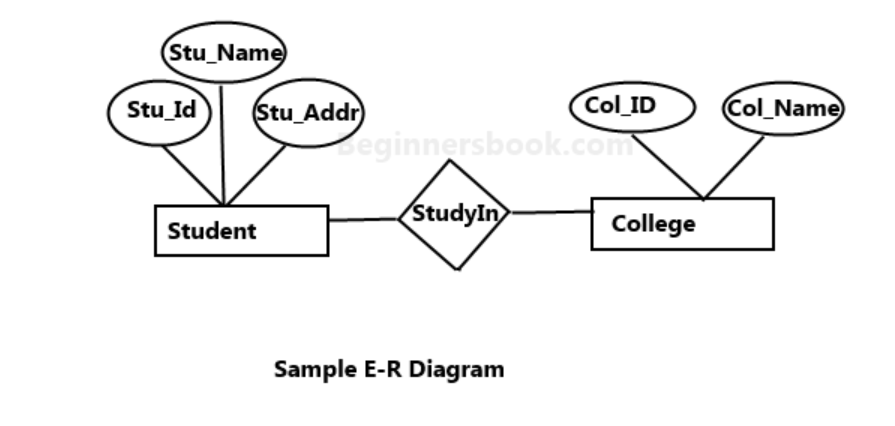 Stu_Name
Stu_Id
Stu_Addr
Col_ID
Col_Name
Beginnersbook.com
Student
StudyIn
College
Sample E-R Diagram